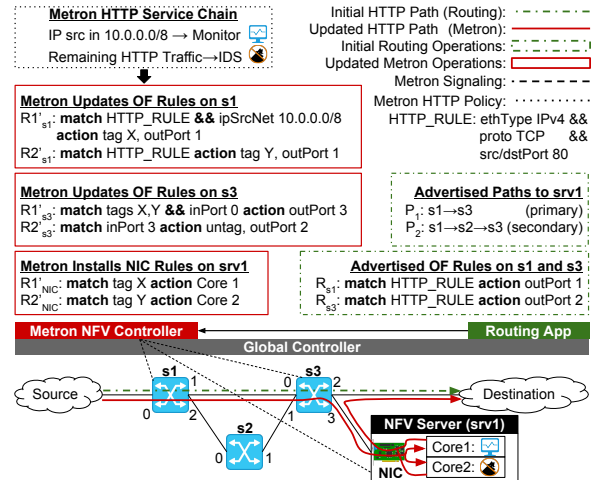 Metron HTTP Service Chain
IP src in 10.0.0.0/8 → Monitor
Remaining HTTP Traffic→IDS
Initial HTTP Path (Routing):
Updated HTTP Path (Metron):
Initial Routing Operations:
Updated Metron Operations:
Metron Signaling:
Metron HTTP Policy:
HTTP_RULE: ethType IPv4 &&
proto TCP &&
src/dstPort 80
Metron Updates OF Rules on s1
R1's1: match HTTP_RULE && ipSrcNet 10.0.0.0/8
action tag X, outPort 1
R2's1: match HTTP_RULE action tag Y, outPort 1
Metron Updates OF Rules on s3
R1's3: match tags X,Y && inPort 0 action outPort 3
R2's3: match inPort 3 action untag, outPort 2
Advertised Paths to srv1
P1: s1→s3 (primary)
P2: s1→s2→s3 (secondary)
Metron Installs NIC Rules on srv1
R1'NIC: match tag X action Core 1
R2'NIC: match tag Y action Core 2
Advertised OF Rules on s1 and s3
Rs1: match HTTP_RULE action outPort 1
Rs3: match HTTP_RULE action outPort 2
Metron NFV Controller
Routing App
Global Controller
s1
s3
Source
0
1
2
0
2
1
3
Destination
s2
0
1
NFV Server (srv1)
NIC
Core1:
Core2: